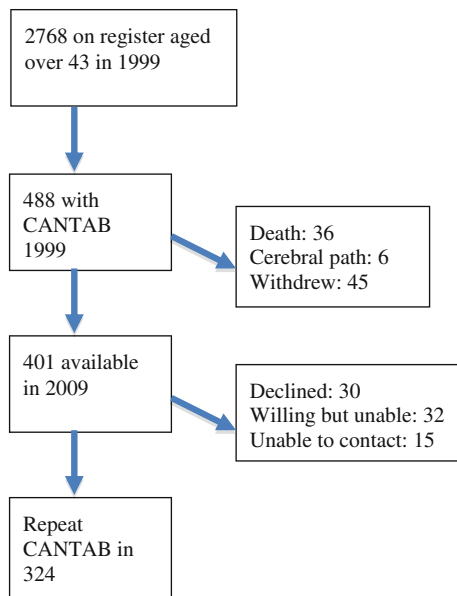 2768 on register aged
over 43 in 1999
488 with
CANTAB
1999
Death: 36
Cerebral path: 6
Withdrew: 45
401 available
in 2009
Declined: 30
Willing but unable: 32
Unable to contact: 15
Repeat
CANTAB in
324